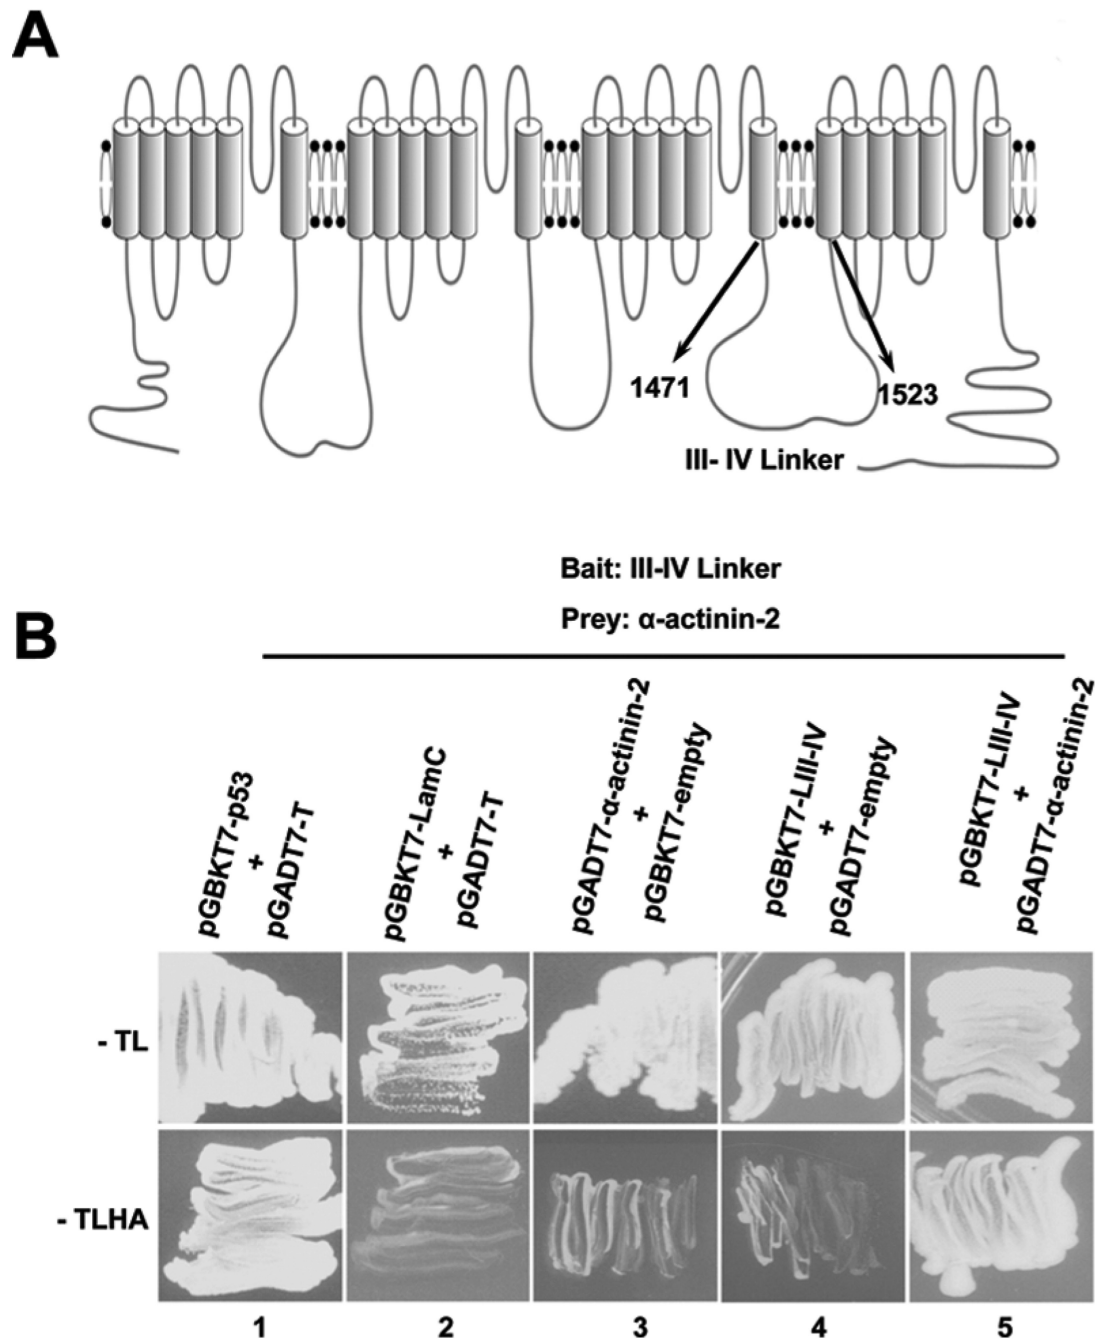 A
1471
1523
III- IV Linker
Bait: III-IV Linker
Prey: α-actinin-2
B
pGBKT7-p53
+
pGADT7-T
pGBKT7-LamC
+
pGADT7-T
pGADT7-α-actinin-2
+
pGBKT7-empty
pGBKT7-LIII-IV
+
pGADT7-empty
pGBKT7-LIII-IV
+
pGADT7-α-actinin-2
- TL
- TLHA
1 2 3 4 5